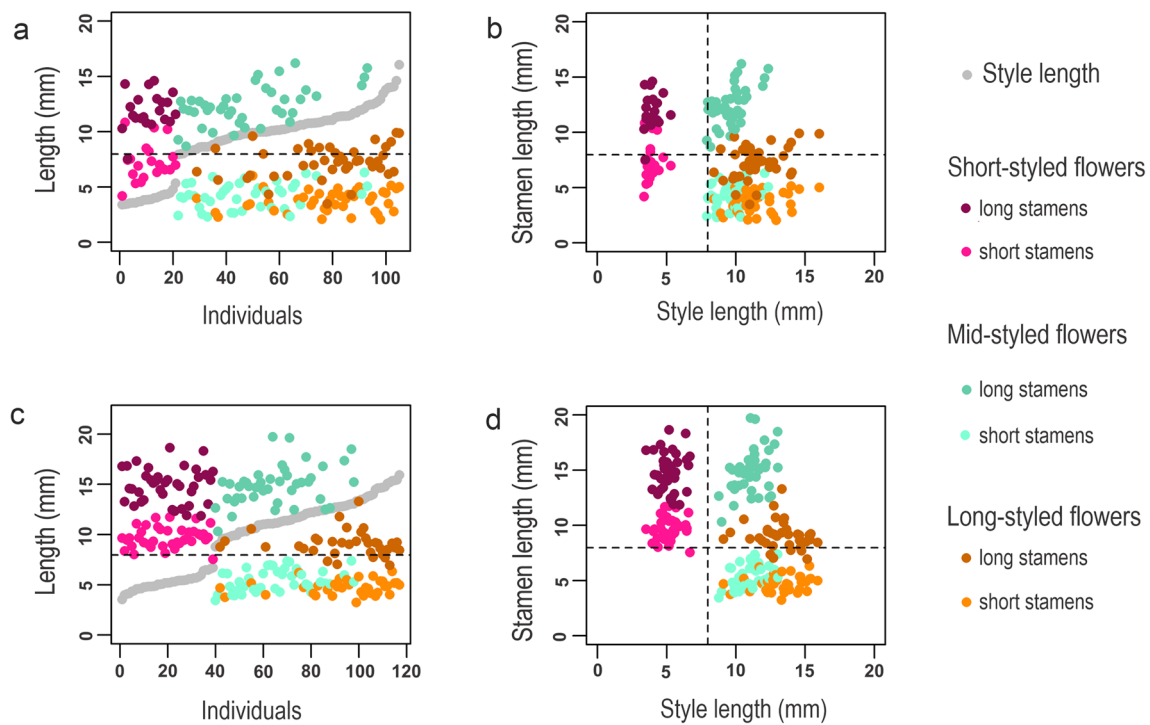 a
Length (mm)
0 5 10 15 20
0 20 40 60 80 100
Individuals
b
Stamen length (mm)
0 5 10 15 20
0 5 10 15 20
Style length (mm)
Style length
Short-styled flowers
long stamens
short stamens
Mid-styled flowers
long stamens
short stamens
Long-styled flowers
long stamens
short stamens
c
Length (mm)
0 5 10 15 20
0 20 40 60 80 100 120
Individuals
d
Stamen length (mm)
0 5 10 15 20
0 5 10 15 20
Style length (mm)